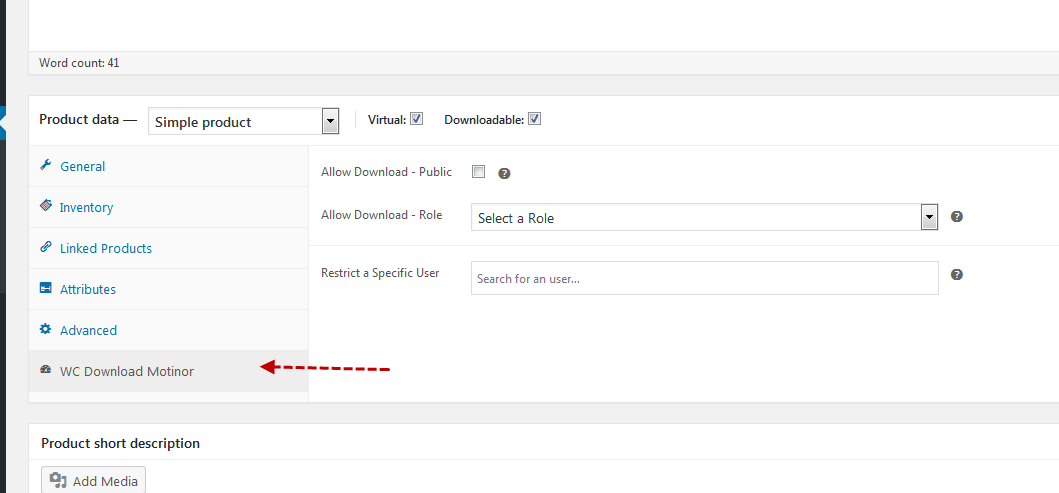 Word count: 41
Product data — Simple product Virtual: Downloadable:
General
Inventory
Linked Products
Attributes
Advanced
WC Download Motinor
Allow Download - Public ?
Allow Download - Role Select a Role ?
Restrict a Specific User Search for an user... ?
Product short description
Add Media